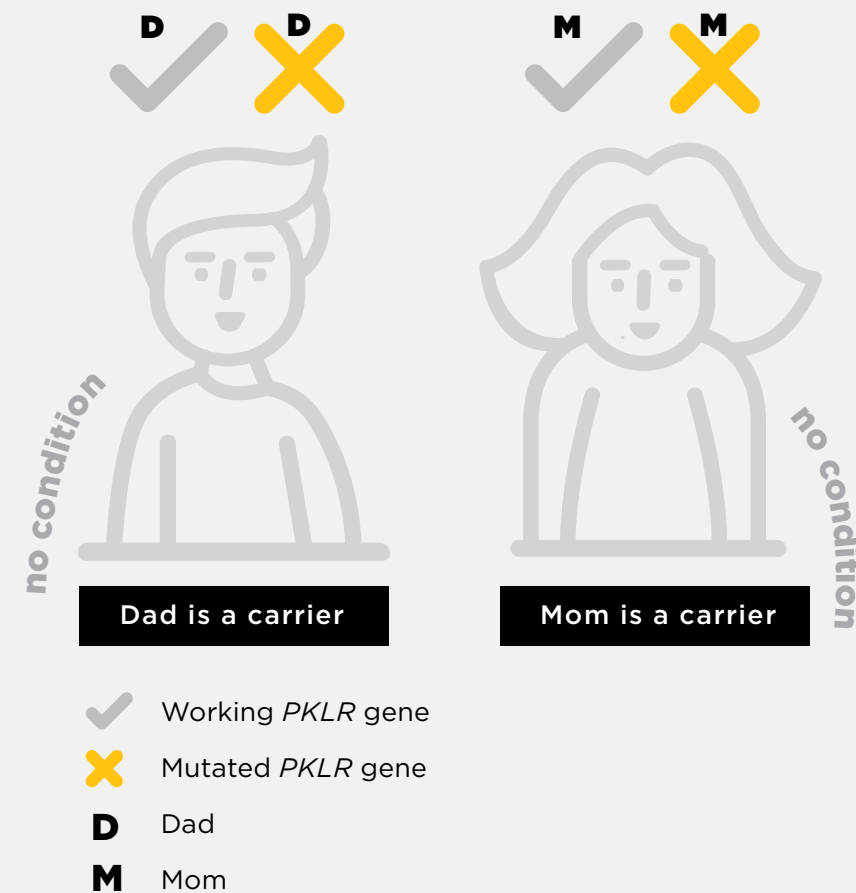 D D M M
no condition
no condition
Dad is a carrier
Mom is a carrier
Working PKLR gene
Mutated PKLR gene
D Dad
M Mom